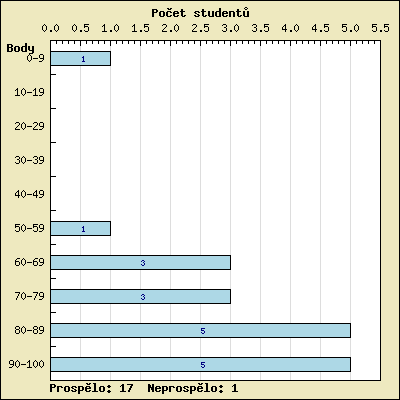 Počet studentů
0.0 0.5 1.0 1.5 2.0 2.5 3.0 3.5 4.0 4.5 5.0 5.5
Body
0-9 1
10-19
20-29
30-39
40-49
50-59 1
60-69 3
70-79 3
80-89 5
90-100 5
Prospělo: 17 Neprospělo: 1